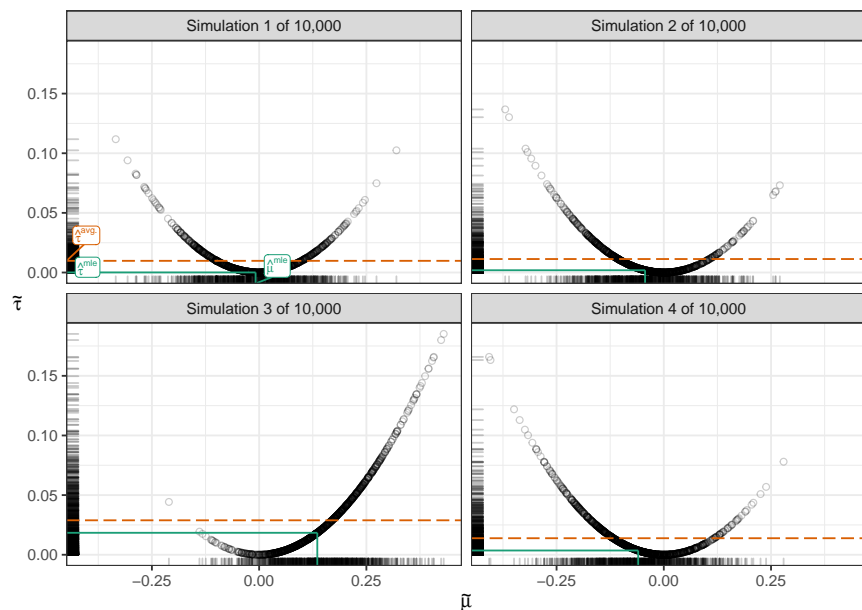 Simulation 1 of 10,000
Simulation 2 of 10,000
0.15
0.10
0.05
0.00
τ̂avg.
τ̂mle
μ̂mle
τ̃
Simulation 3 of 10,000
Simulation 4 of 10,000
0.15
0.10
0.05
0.00
−0.25 0.00 0.25 −0.25 0.00 0.25
μ̃